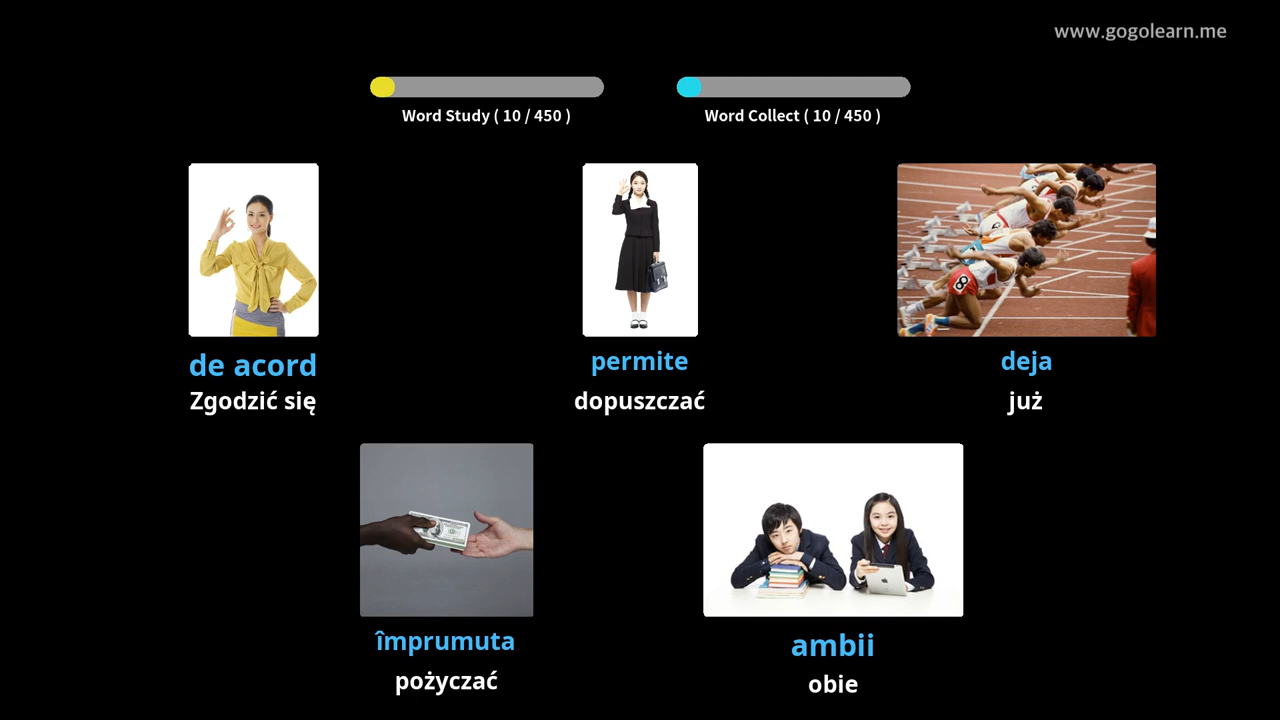 www.gogolearn.me
Word Study ( 10 / 450 )
Word Collect ( 10 / 450 )
de acord
Zgodzić się
permite
dopuszczać
deja
już
împrumuta
pożyczać
ambii
obie